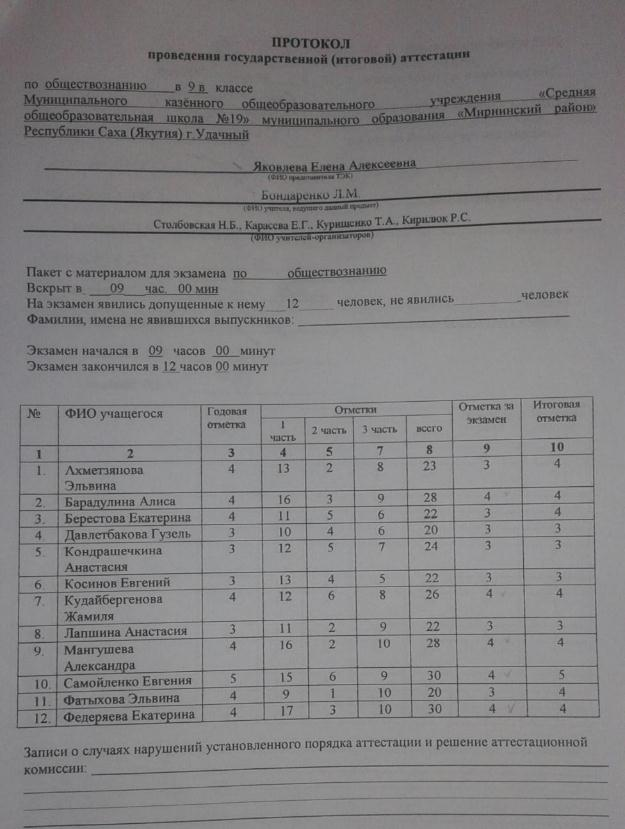 ПРОТОКОЛ
проведения государственной (итоговой) аттестации
по обществознанию в 9 в классе
Муниципального казённого общеобразовательного учреждения «Средняя
общеобразовательная школа №19» муниципального образования «Мирнинский район»
Республики Саха (Якутия) г.Удачный
Яковлева Елена Алексеевна
(ФИО представителя ТЭК)
Бондаренко Л.М.
(ФИО учителя, ведущего данный предмет)
Столбовская Н.Б., Карасева Е.Г., Курищенко Т.А., Кирилюк Р.С.
(ФИО учителей-организаторов)
Пакет с материалом для экзамена по обществознанию
Вскрыт в 09 час. 00 мин
На экзамен явились допущенные к нему 12 человек, не явились человек
Фамилии, имена не явившихся выпускников:
Экзамен начался в 09 часов 00 минут
Экзамен закончился в 12 часов 00 минут
№ ФИО учащегося Годовая отметка Отметки Отметка за экзамен Итоговая отметка
1 часть 2 часть 3 часть всего
1 2 3 4 5 7 8 9 10
1. Ахметзянова Эльвина 4 13 2 8 23 3 4
2. Барадулина Алиса 4 16 3 9 28 4 4
3. Берестова Екатерина 4 11 5 6 22 3 4
4. Давлетбакова Гузель 3 10 4 6 20 3 3
5. Кондрашечкина Анастасия 3 12 5 7 24 3 3
6. Косинов Евгений 3 13 4 5 22 3 3
7. Кудайбергенова Жамиля 4 12 6 8 26 4 4
8. Лапшина Анастасия 3 11 2 9 22 3 3
9. Мангушева Александра 4 16 2 10 28 4 4
10. Самойленко Евгения 5 15 6 9 30 4 5
11. Фатыхова Эльвина 4 9 1 10 20 3 4
12. Федеряева Екатерина 4 17 3 10 30 4 4
Записи о случаях нарушений установленного порядка аттестации и решение аттестационной
комиссии: